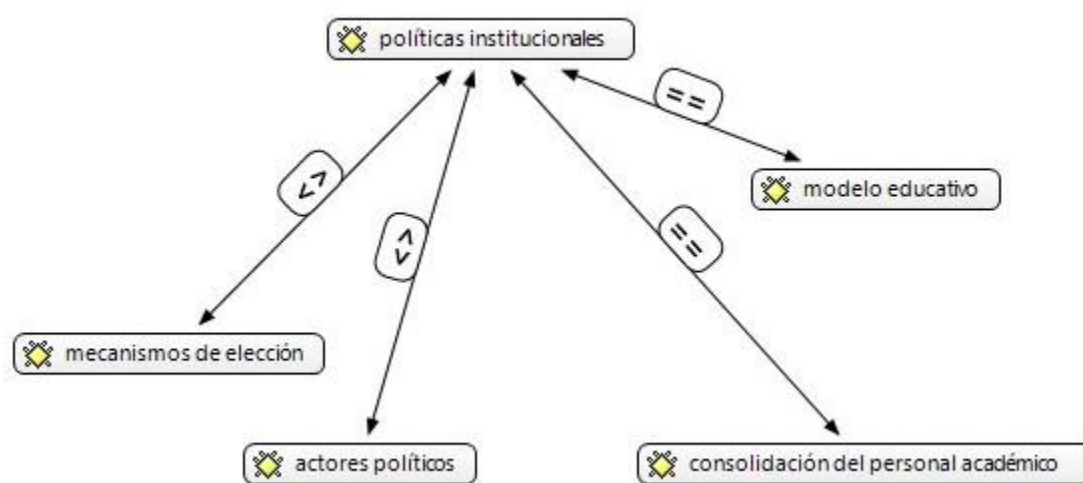 políticas institucionales
==
modelo educativo
<>
<>
==
mecanismos de elección
actores políticos
consolidación del personal académico